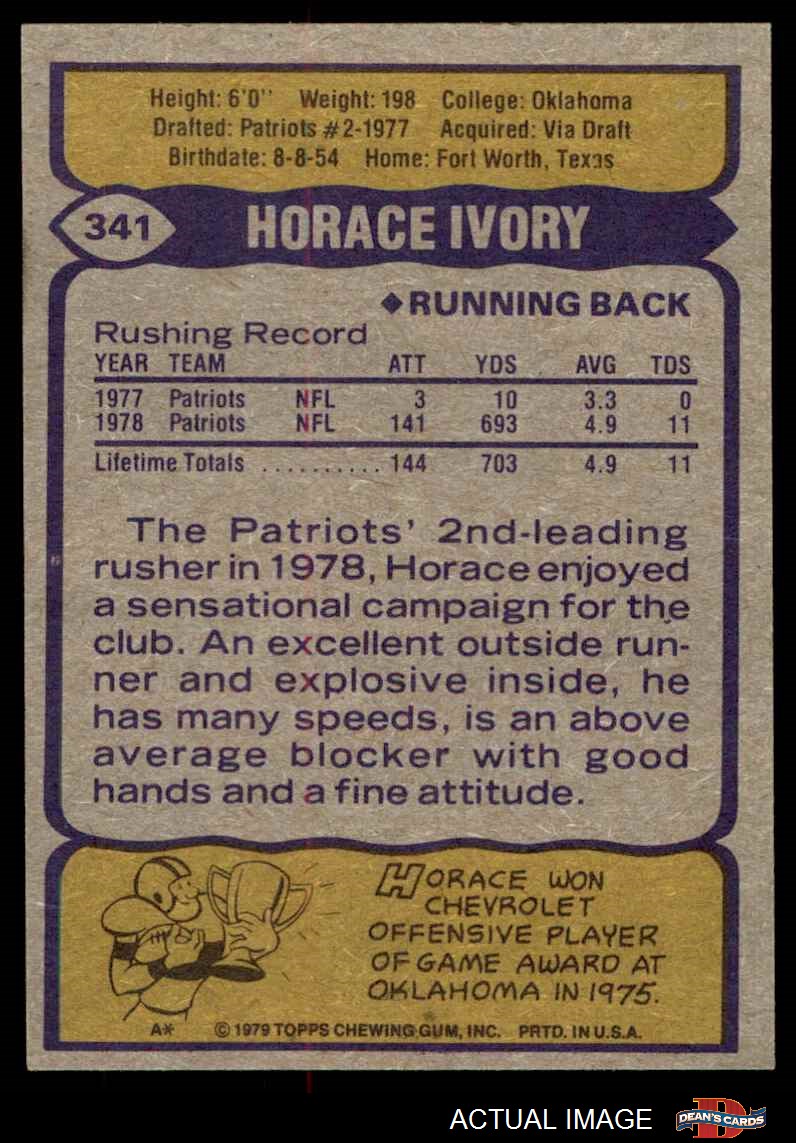 Height: 6'0" Weight: 198 College: Oklahoma
Drafted: Patriots #2-1977 Acquired: Via Draft
Birthdate: 8-8-54 Home: Fort Worth, Texas
341 HORACE IVORY
◆RUNNING BACK
Rushing Record
YEAR TEAM ATT YDS AVG TDS
1977 Patriots NFL 3 10 3.3 0
1978 Patriots NFL 141 693 4.9 11
Lifetime Totals .......... 144 703 4.9 11
The Patriots' 2nd-leading
rusher in 1978, Horace enjoyed
a sensational campaign for the
club. An excellent outside run-
ner and explosive inside, he
has many speeds, is an above
average blocker with good
hands and a fine attitude.
HORACE WON
CHEVROLET
OFFENSIVE PLAYER
OF GAME AWARD AT
OKLAHOMA IN 1975.
A* © 1979 TOPPS CHEWING GUM, INC. PRTD. IN U.S.A.
ACTUAL IMAGE D DEAN'S CARDS